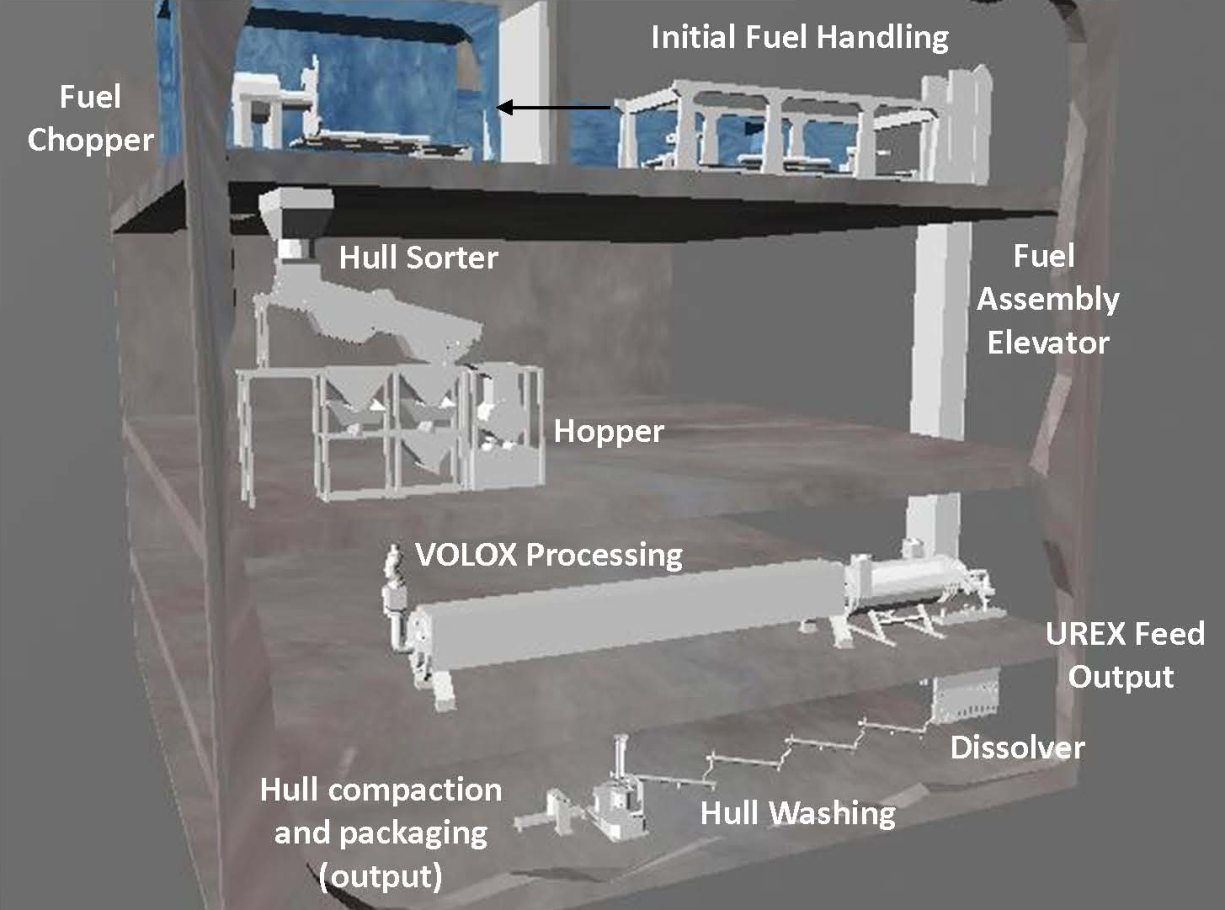 Initial Fuel Handling
Fuel
Chopper
Hull Sorter
Fuel
Assembly
Elevator
Hopper
VOLOX Processing
UREX Feed
Output
Dissolver
Hull compaction
and packaging
(output)
Hull Washing